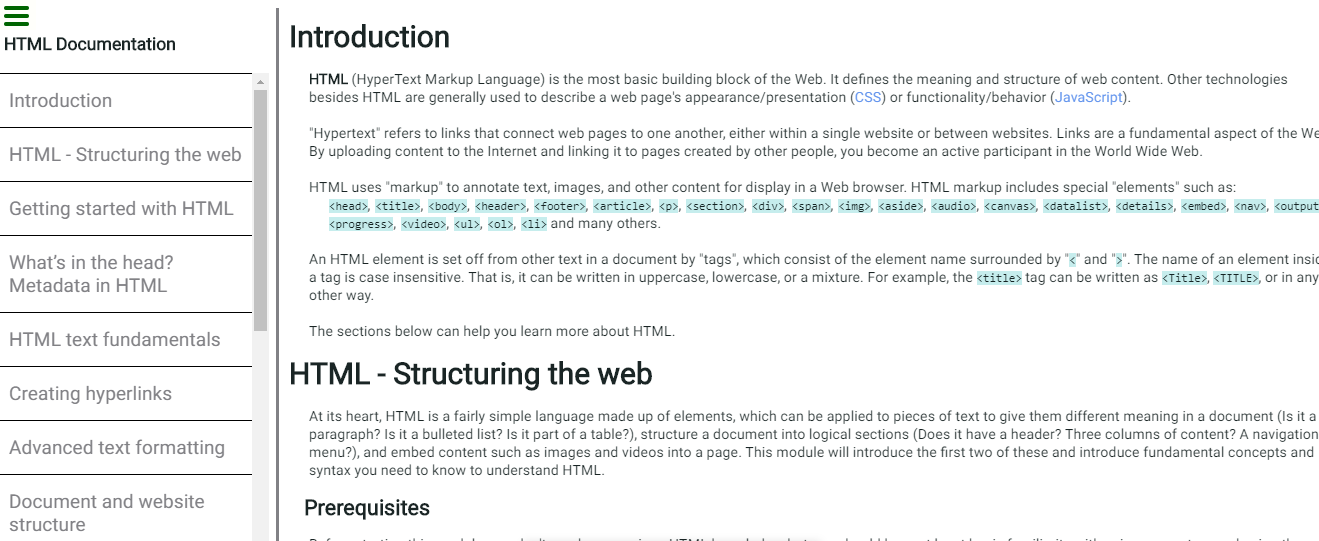 HTML Documentation
Introduction
HTML - Structuring the web
Getting started with HTML
What’s in the head?
Metadata in HTML
HTML text fundamentals
Creating hyperlinks
Advanced text formatting
Document and website
structure
Introduction
HTML (HyperText Markup Language) is the most basic building block of the Web. It defines the meaning and structure of web content. Other technologies
besides HTML are generally used to describe a web page's appearance/presentation (CSS) or functionality/behavior (JavaScript).
"Hypertext" refers to links that connect web pages to one another, either within a single website or between websites. Links are a fundamental aspect of the We
By uploading content to the Internet and linking it to pages created by other people, you become an active participant in the World Wide Web.
HTML uses "markup" to annotate text, images, and other content for display in a Web browser. HTML markup includes special "elements" such as:
<head>, <title>, <body>, <header>, <footer>, <article>, <p>, <section>, <div>, <span>, <img>, <aside>, <audio>, <canvas>, <datalist>, <details>, <embed>, <nav>, <output
<progress>, <video>, <ul>, <ol>, <li> and many others.
An HTML element is set off from other text in a document by "tags", which consist of the element name surrounded by "<" and ">". The name of an element insid
a tag is case insensitive. That is, it can be written in uppercase, lowercase, or a mixture. For example, the <title> tag can be written as <Title>, <TITLE>, or in any
other way.
The sections below can help you learn more about HTML.
HTML - Structuring the web
At its heart, HTML is a fairly simple language made up of elements, which can be applied to pieces of text to give them different meaning in a document (Is it a
paragraph? Is it a bulleted list? Is it part of a table?), structure a document into logical sections (Does it have a header? Three columns of content? A navigation
menu?), and embed content such as images and videos into a page. This module will introduce the first two of these and introduce fundamental concepts and
syntax you need to know to understand HTML.
Prerequisites